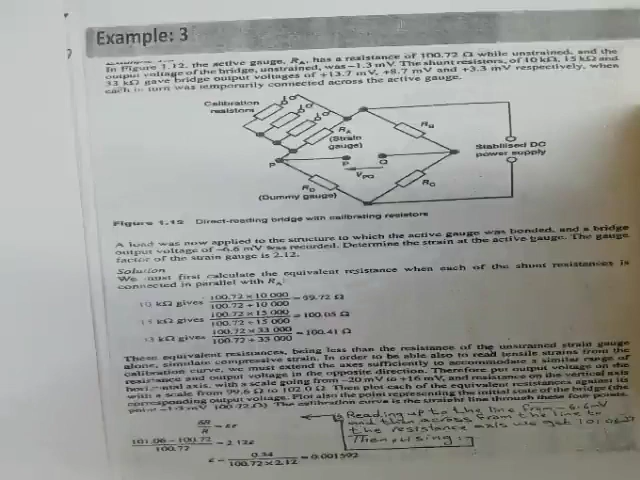 Example: 3
In Figure 1.12, the active gauge, R_A, has a resistance of 100.72 Ω while unstrained, and the
output voltage of the bridge, unstrained, was −1.3 mV. The shunt resistors, of 10 kΩ, 15 kΩ and
33 kΩ gave bridge output voltages of +13.7 mV, +8.7 mV and +3.3 mV respectively, when
each in turn was temporarily connected across the active gauge.
Calibration
resistors
R_A
(Strain
gauge)
R_B
Stabilised DC
power supply
P
P
Q
V_PQ
R_D
(Dummy gauge)
R_C
Figure 1.12 Direct-reading bridge with calibrating resistors
A load was now applied to the structure to which the active gauge was bonded, and a bridge
output voltage of −6.6 mV was recorded. Determine the strain at the active gauge. The gauge
factor of the strain gauge is 2.12.
Solution
We must first calculate the equivalent resistance when each of the shunt resistances is
connected in parallel with R_A:
10 kΩ gives (100.72 × 10 000)/(100.72 + 10 000) = 99.72 Ω
15 kΩ gives (100.72 × 15 000)/(100.72 + 15 000) = 100.05 Ω
33 kΩ gives (100.72 × 33 000)/(100.72 + 33 000) = 100.41 Ω
These equivalent resistances, being less than the resistance of the unstrained strain gauge
alone, simulate compressive strain. In order to be able also to read tensile strains from the
calibration curve, we must extend the axes sufficiently to accommodate a similar range of
resistance and output voltage in the opposite direction. Therefore put output voltage on the
horizontal axis, with a scale going from −20 mV to +16 mV, and resistance on the vertical axis
with a scale from 99.6 Ω to 102.0 Ω. Then plot each of the equivalent resistances against its
corresponding output voltage. Plot also the point representing the initial state of the bridge (the
point −1.3 mV, 100.72 Ω). The calibration curve is the straight line through these four points.
Reading up to the line from −6.6 mV
and then across from the line to
the resistance axis we get 101.06 Ω
Then using:
δR/R = εF
(101.06 − 100.72)/100.72 = 2.12ε
ε = 0.34/(100.72 × 2.12) = 0.001592